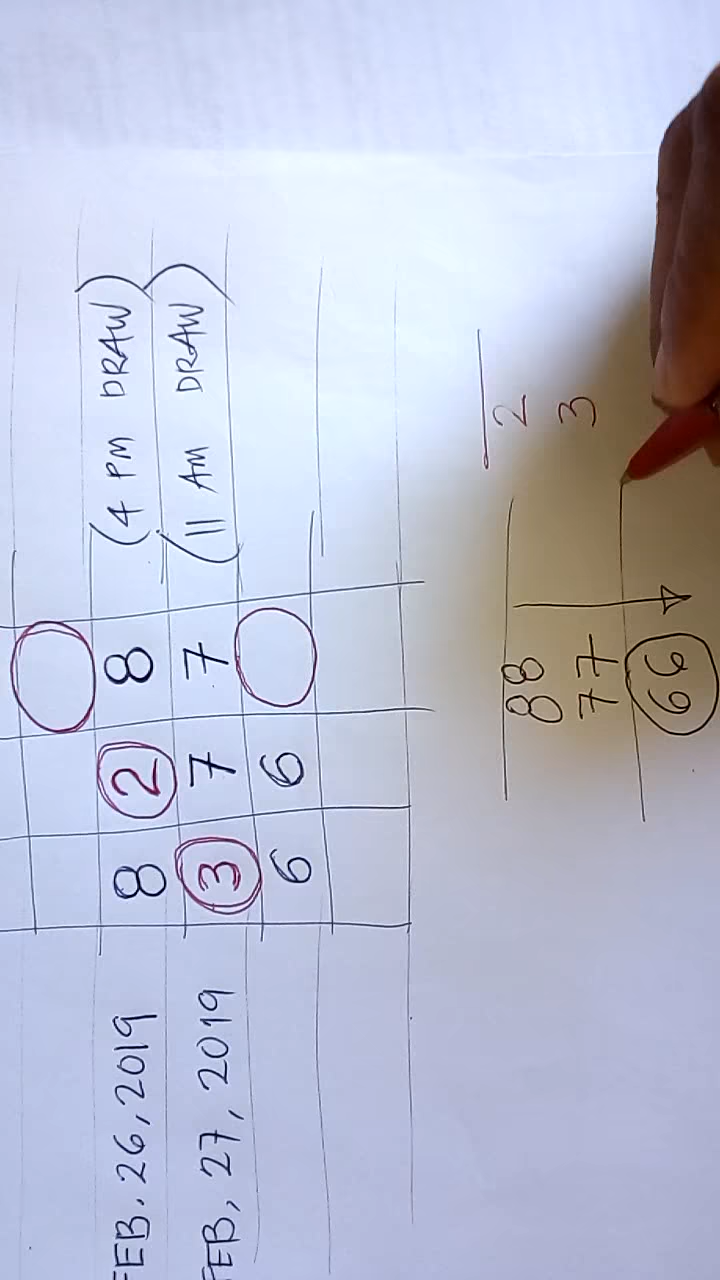 FEB. 26, 2019 8 2 8 (4 PM DRAW)
FEB, 27, 2019 3 7 7 (11 AM DRAW)
6 6
88 2
77 3
66